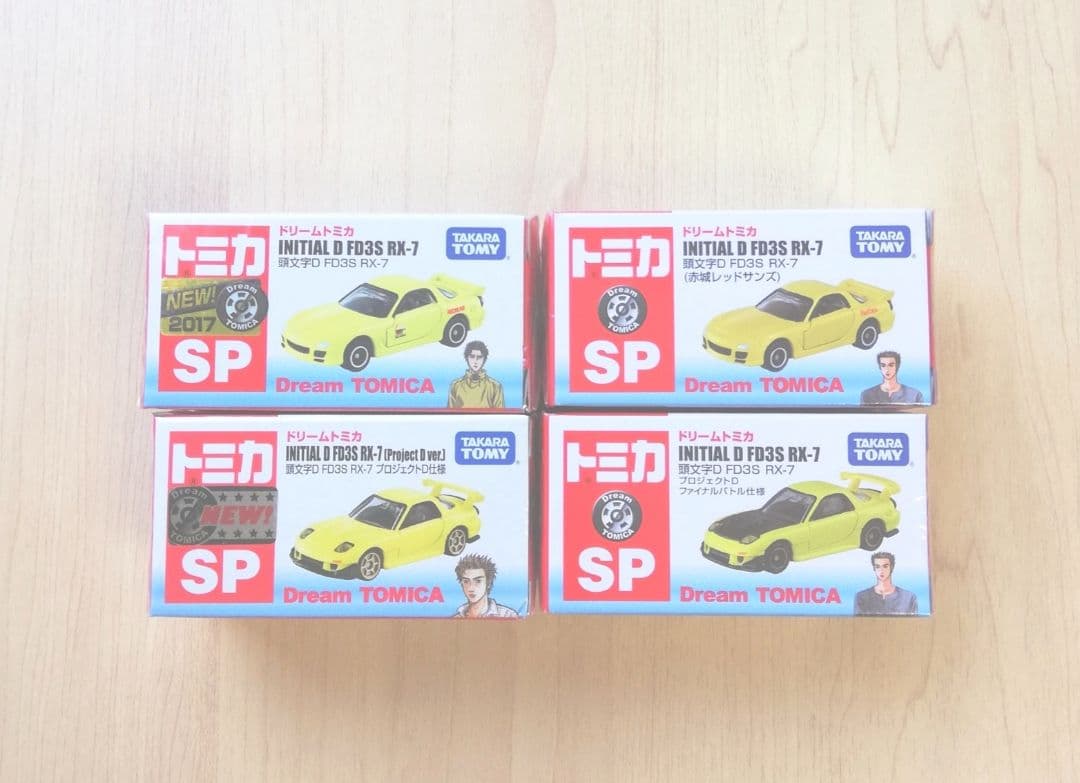 トミカ
NEW!
2017
Dream
TOMICA
SP
ドリームトミカ
INITIAL D FD3S RX-7
頭文字D FD3S RX-7
TAKARA
TOMY
Dream TOMICA
トミカ
Dream
TOMICA
SP
ドリームトミカ
INITIAL D FD3S RX-7
頭文字D FD3S RX-7
(赤城レッドサンズ)
TAKARA
TOMY
Dream TOMICA
トミカ
Dream
NEW!
TOMICA
SP
ドリームトミカ
INITIAL D FD3S RX-7 (Project D ver.)
頭文字D FD3S RX-7 プロジェクトD仕様
TAKARA
TOMY
Dream TOMICA
トミカ
Dream
TOMICA
SP
ドリームトミカ
INITIAL D FD3S RX-7
頭文字D FD3S RX-7
プロジェクトD
ファイナルバトル仕様
TAKARA
TOMY
Dream TOMICA